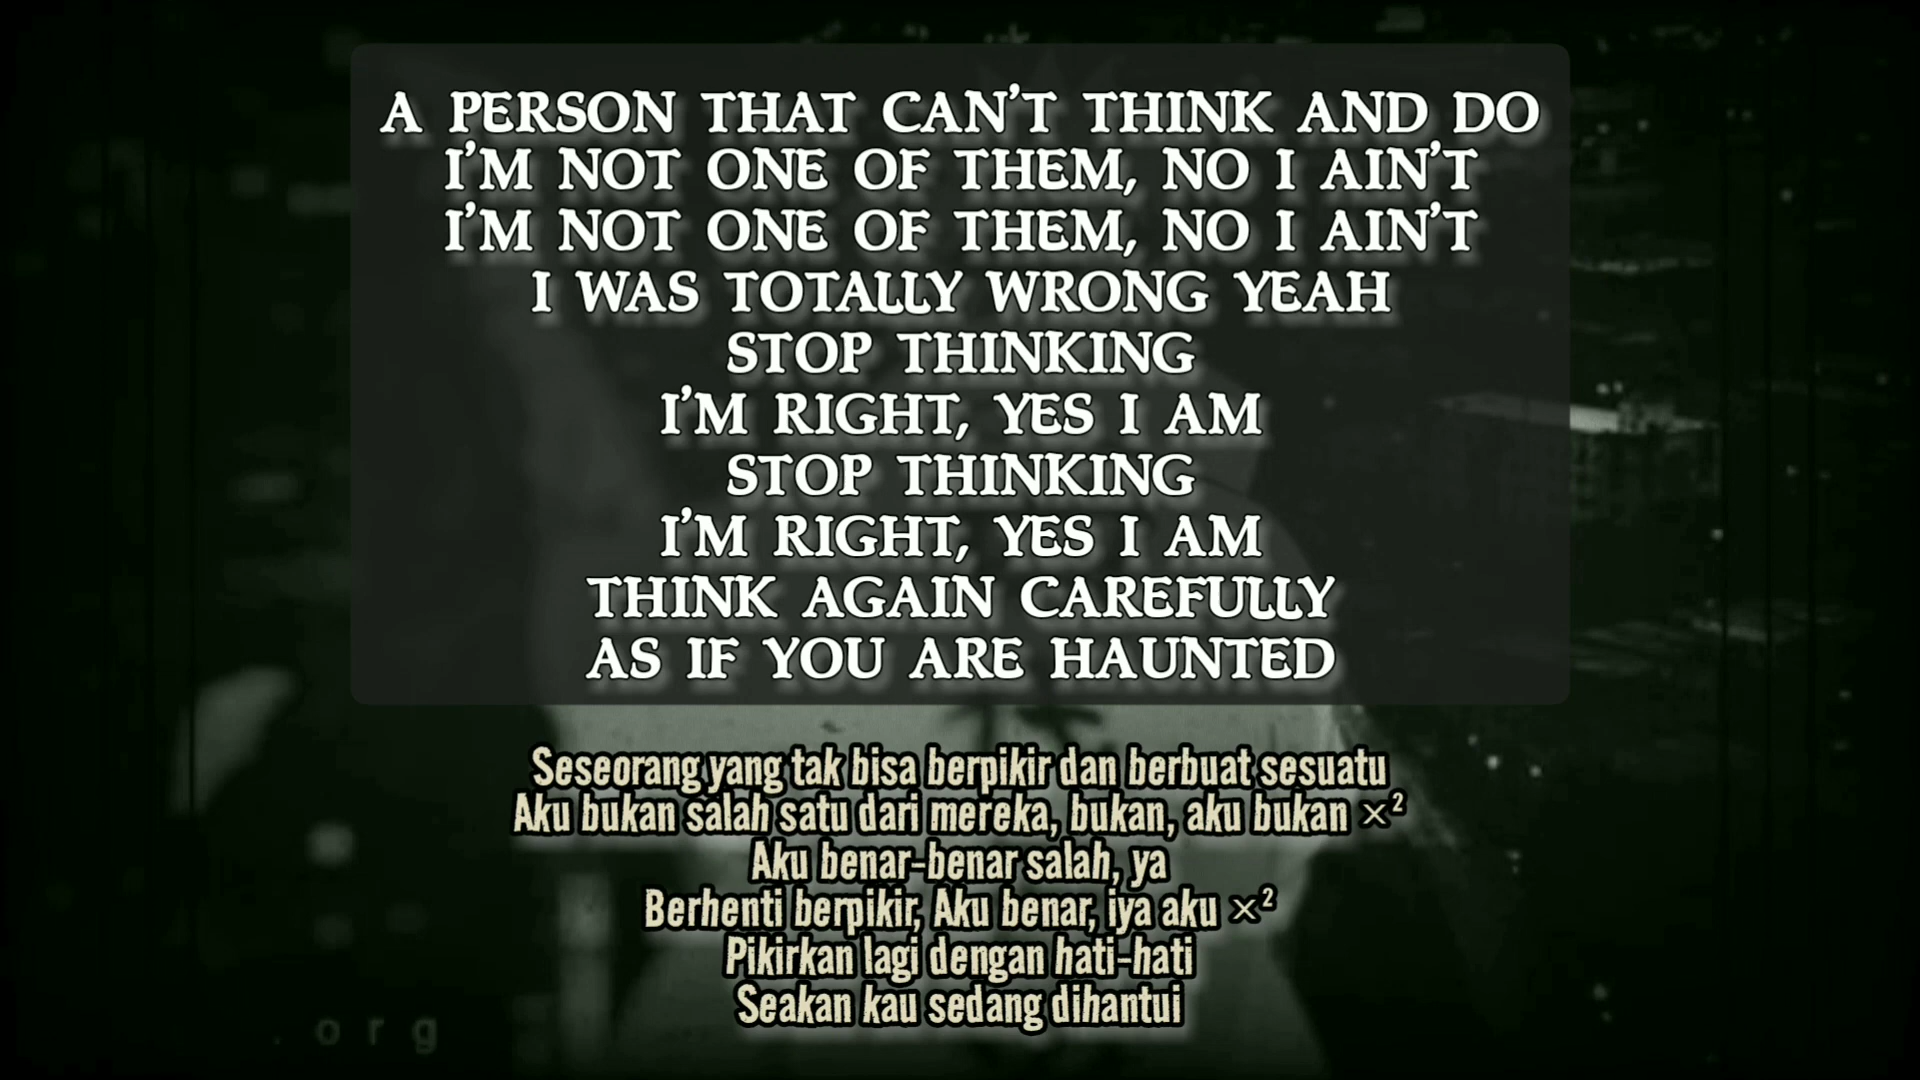 A PERSON THAT CAN'T THINK AND DO
I'M NOT ONE OF THEM, NO I AIN'T
I'M NOT ONE OF THEM, NO I AIN'T
I WAS TOTALLY WRONG YEAH
STOP THINKING
I'M RIGHT, YES I AM
STOP THINKING
I'M RIGHT, YES I AM
THINK AGAIN CAREFULLY
AS IF YOU ARE HAUNTED
Seseorang yang tak bisa berpikir dan berbuat sesuatu
Aku bukan salah satu dari mereka, bukan, aku bukan ×²
Aku benar-benar salah, ya
Berhenti berpikir, Aku benar, iya aku ×²
Pikirkan lagi dengan hati-hati
Seakan kau sedang dihantui
.org